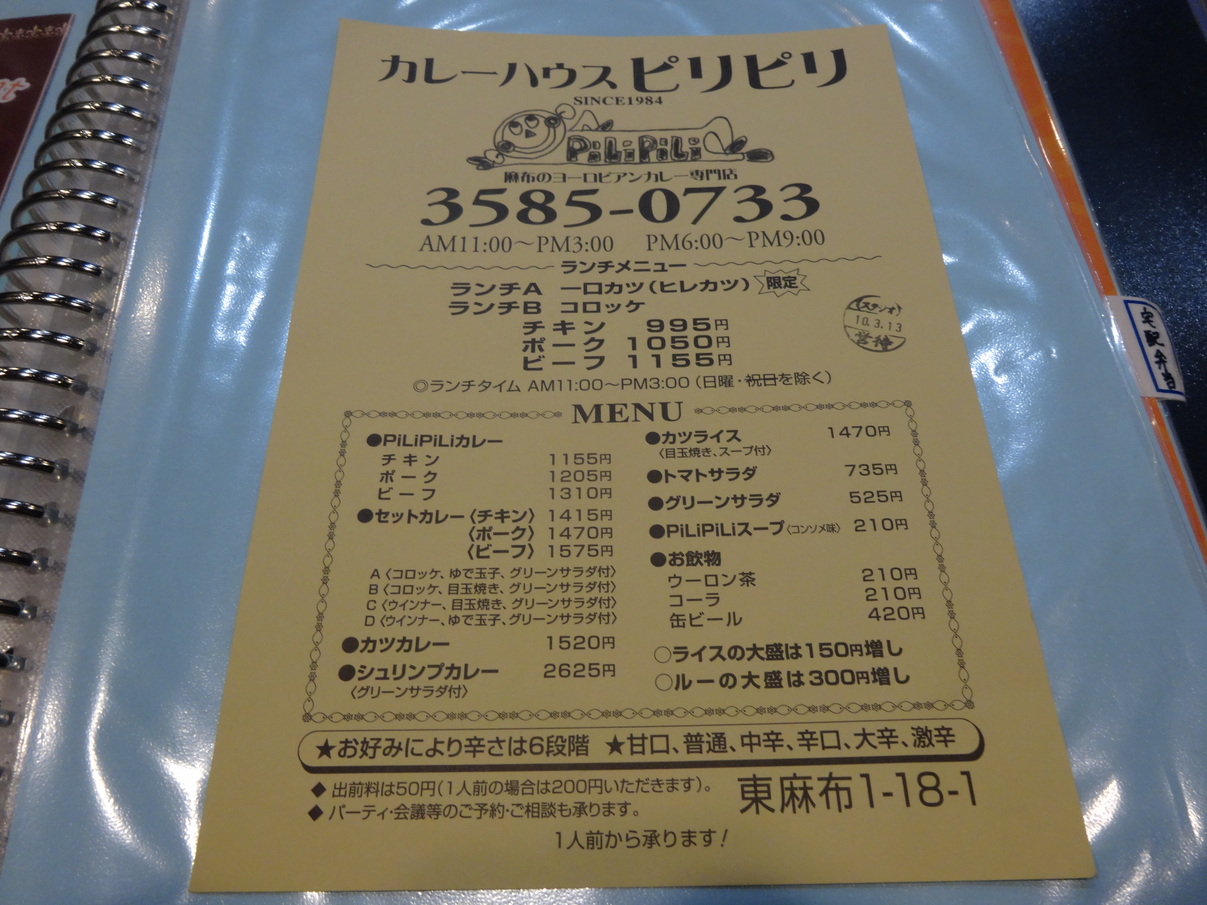 カレーハウス ピリピリ
SINCE1984
PiLiPiLi
麻布のヨーロピアンカレー専門店
3585-0733
AM11:00～PM3:00 PM6:00～PM9:00
ランチメニュー
ランチA 一口カツ(ヒレカツ) 限定
ランチB コロッケ
チキン 995円
ポーク 1050円
ビーフ 1155円
(スタジオ)
10.3.13
営推
◎ランチタイム AM11:00～PM3:00 (日曜・祝日を除く)
MENU
●PiLiPiLiカレー
チキン 1155円
ポーク 1205円
ビーフ 1310円
●セットカレー〈チキン〉 1415円
〈ポーク〉 1470円
〈ビーフ〉 1575円
A〈コロッケ、ゆで玉子、グリーンサラダ付〉
B〈コロッケ、目玉焼き、グリーンサラダ付〉
C〈ウインナー、目玉焼き、グリーンサラダ付〉
D〈ウインナー、ゆで玉子、グリーンサラダ付〉
●カツカレー 1520円
●シュリンプカレー 2625円
〈グリーンサラダ付〉
●カツライス 1470円
〈目玉焼き、スープ付〉
●トマトサラダ 735円
●グリーンサラダ 525円
●PiLiPiLiスープ〈コンソメ味〉 210円
●お飲物
ウーロン茶 210円
コーラ 210円
缶ビール 420円
○ライスの大盛は150円増し
○ルーの大盛は300円増し
★お好みにより辛さは6段階 ★甘口、普通、中辛、辛口、大辛、激辛
◆ 出前料は50円(1人前の場合は200円いただきます)。
◆ パーティ・会議等のご予約・ご相談も承ります。
東麻布1-18-1
1人前から承ります!
宅配弁当